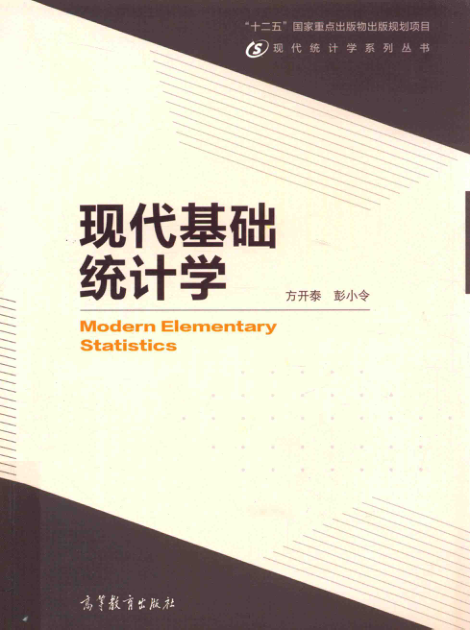 “十二五”国家重点出版物出版规划项目
现代统计学系列丛书
现代基础
统计学
方开泰 彭小令
Modern Elementary
Statistics
高等教育出版社